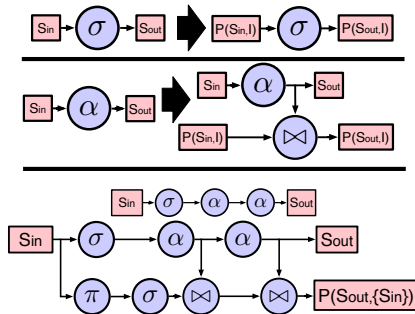 Sin σ Sout P(Sin,I) σ P(Sout,I)
Sin α Sout
Sin α Sout
P(Sin,I) ⋈ P(Sout,I)
Sin σ α α Sout
Sin σ α α Sout
π σ ⋈ ⋈ P(Sout,{Sin})